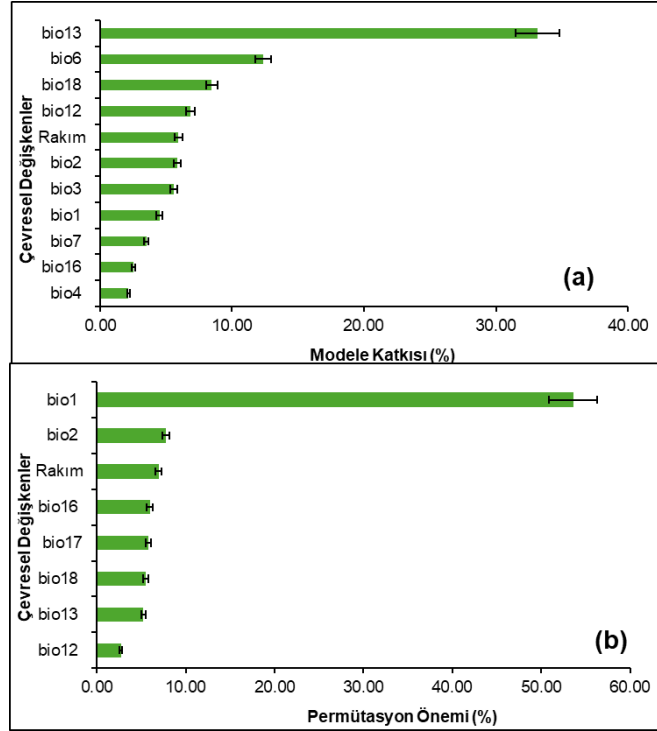 Çevresel Değişkenler
bio13
bio6
bio18
bio12
Rakım
bio2
bio3
bio1
bio7
bio16
bio4
(a)
0.00 10.00 20.00 30.00 40.00
Modele Katkısı (%)
Çevresel Değişkenler
bio1
bio2
Rakım
bio16
bio17
bio18
bio13
bio12
(b)
0.00 10.00 20.00 30.00 40.00 50.00 60.00
Permütasyon Önemi (%)